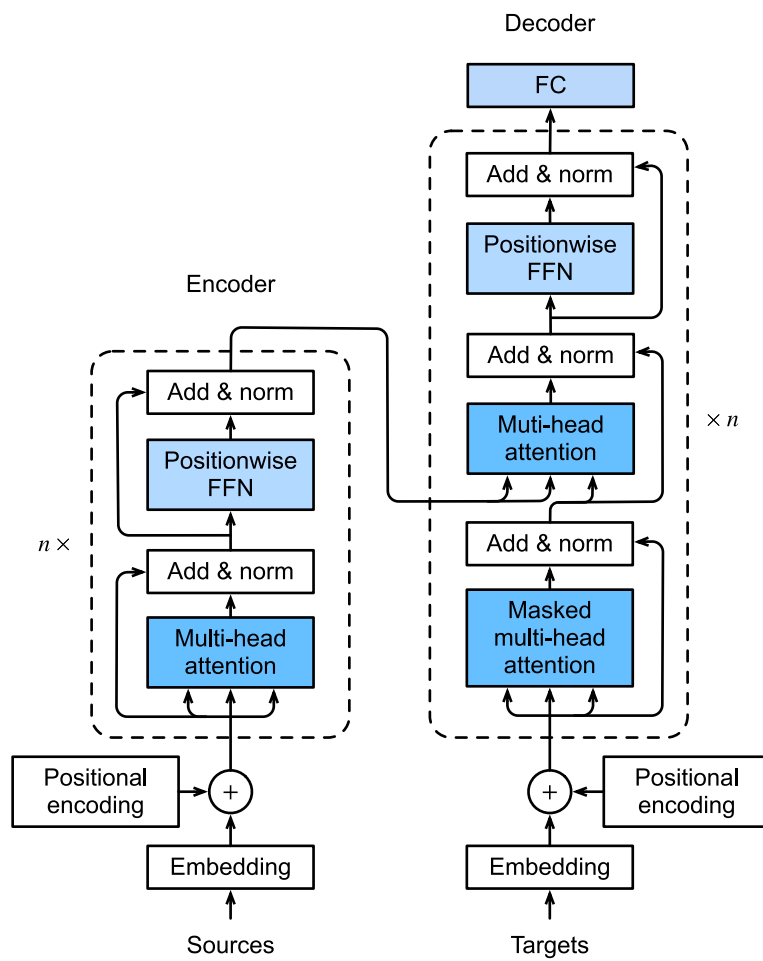 Decoder
FC
Add & norm
Positionwise
FFN
Add & norm
Muti-head
attention
× n
Add & norm
Masked
multi-head
attention
Positional
encoding
+
Embedding
Targets
Encoder
Add & norm
Positionwise
FFN
n ×
Add & norm
Multi-head
attention
Positional
encoding
+
Embedding
Sources